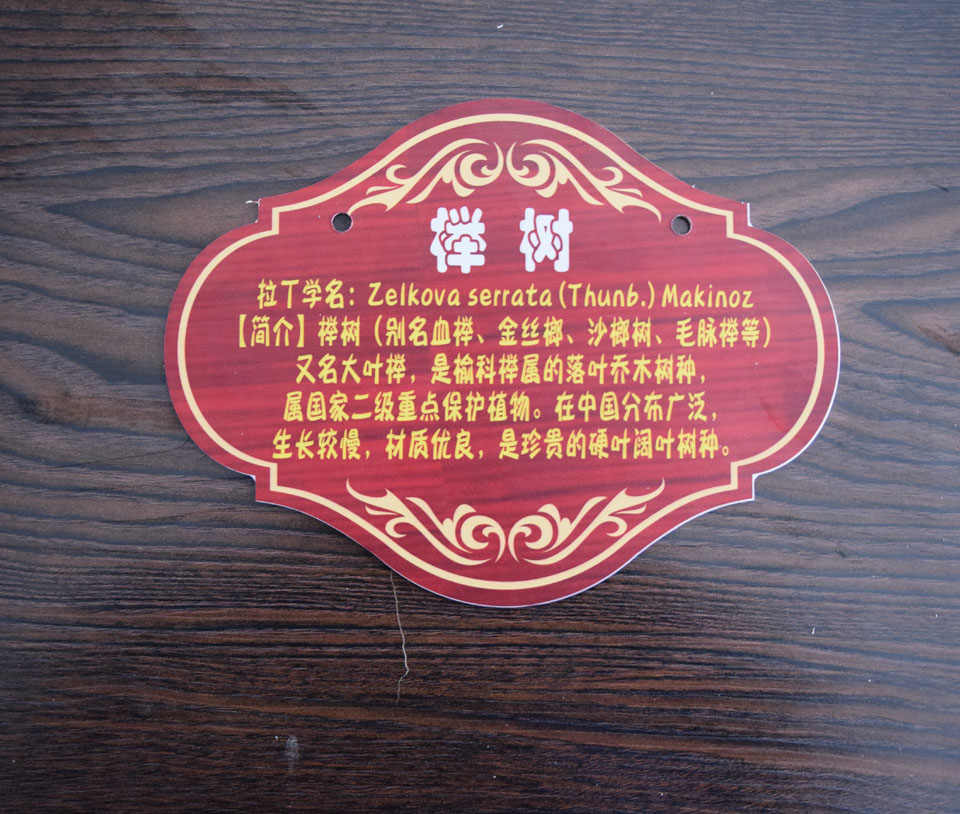 榉树
拉丁学名：Zelkova serrata (Thunb.) Makinoz
【简介】榉树（别名血榉、金丝榔、沙榔树、毛脉榉等）
又名大叶榉，是榆科榉属的落叶乔木树种，
属国家二级重点保护植物。在中国分布广泛，
生长较慢，材质优良，是珍贵的硬叶阔叶树种。